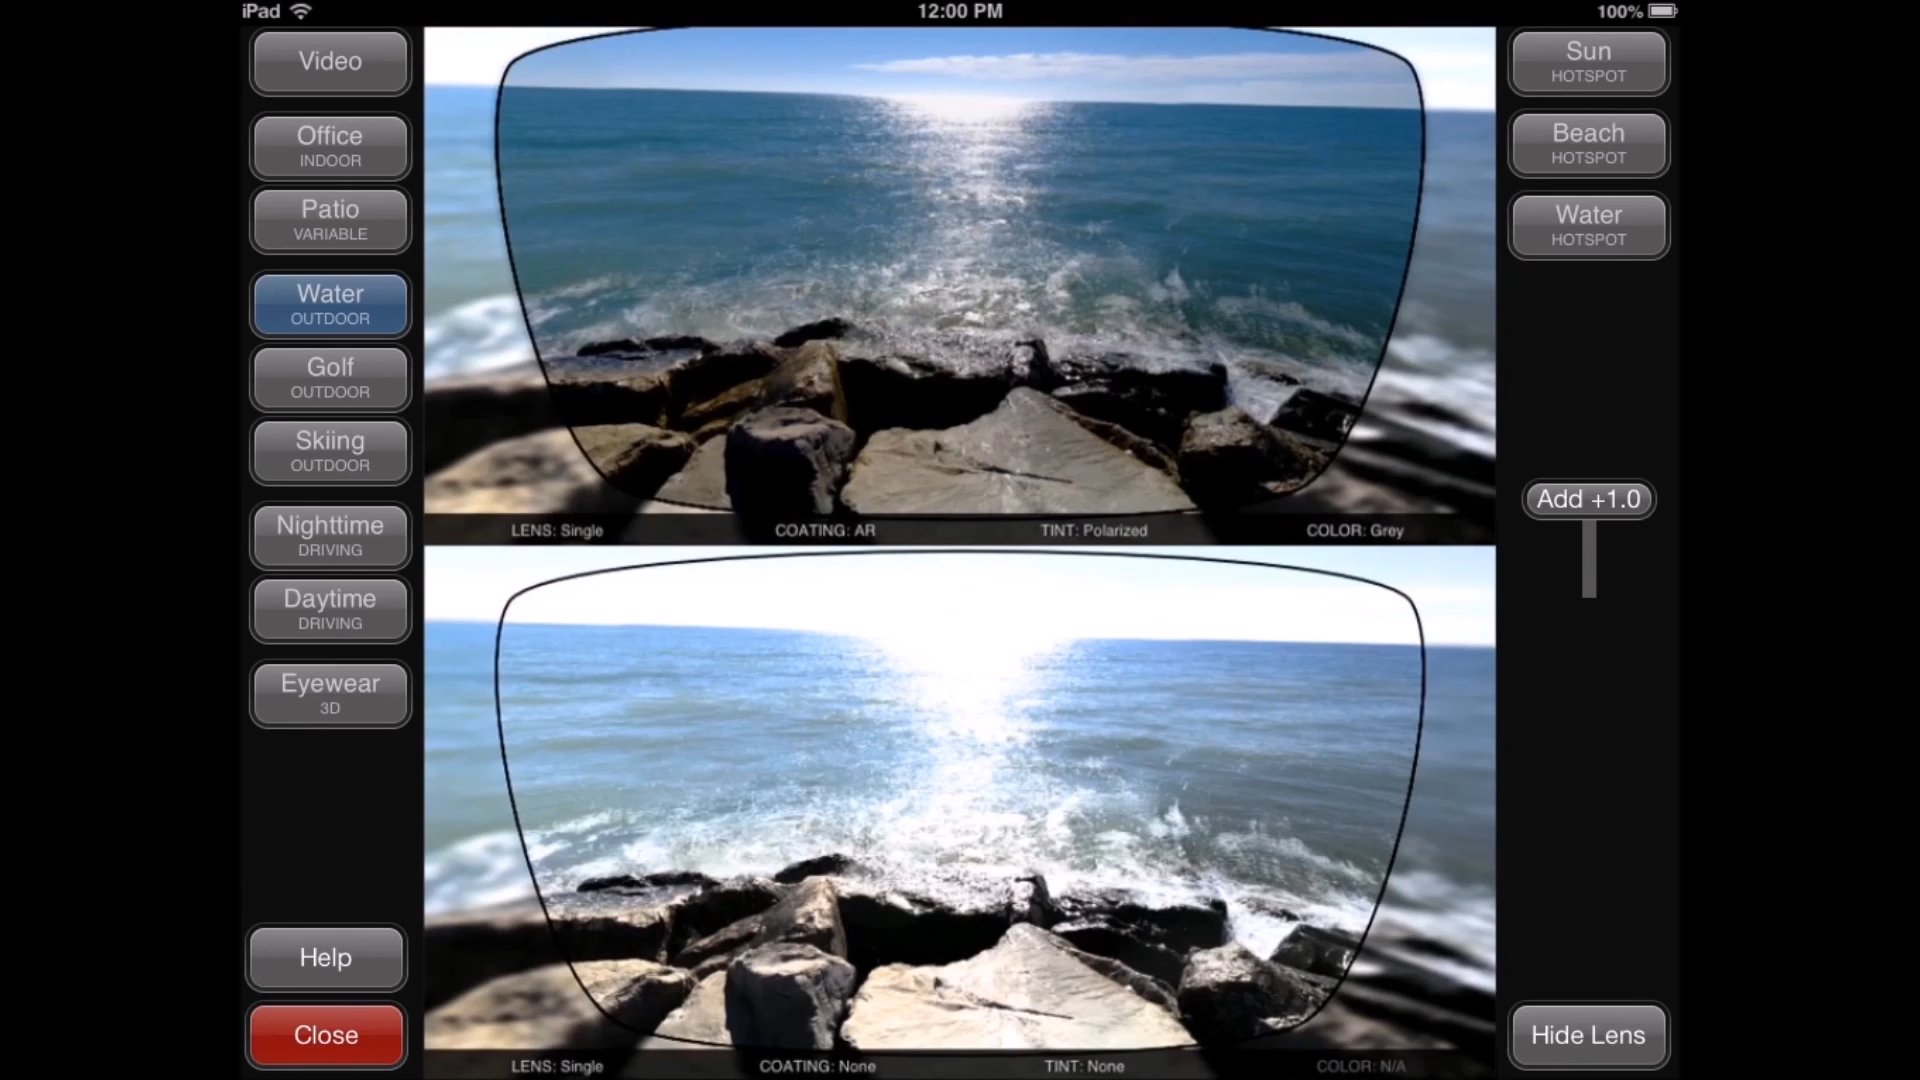 iPad
12:00 PM
100%
Video
Office
INDOOR
Patio
VARIABLE
Water
OUTDOOR
Golf
OUTDOOR
Skiing
OUTDOOR
Nighttime
DRIVING
Daytime
DRIVING
Eyewear
3D
Help
Close
LENS: Single COATING: AR TINT: Polarized COLOR: Grey
LENS: Single COATING: None TINT: None COLOR: N/A
Sun
HOTSPOT
Beach
HOTSPOT
Water
HOTSPOT
Add +1.0
Hide Lens